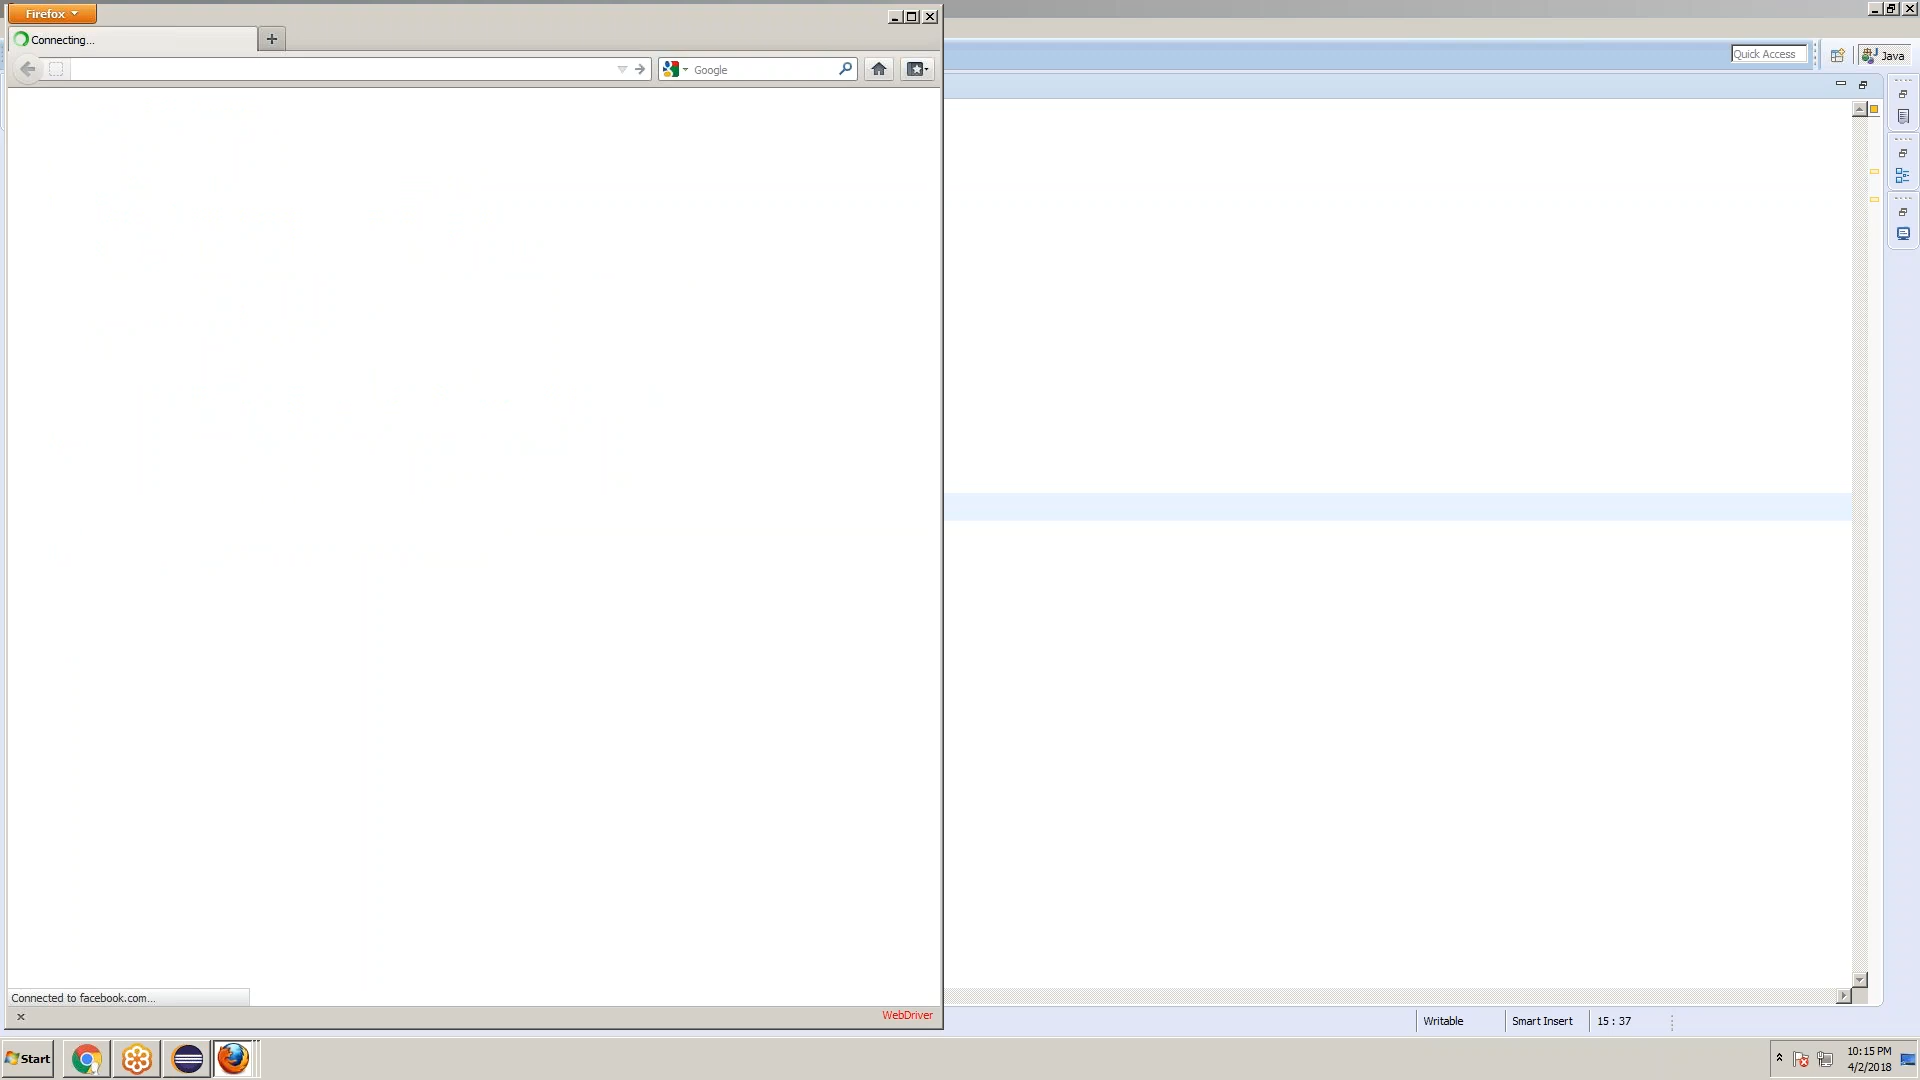 Firefox
Connecting...
Google
Quick Access
Java
Connected to facebook.com...
WebDriver
Writable
Smart Insert
15 : 37
Start
10:15 PM
4/2/2018